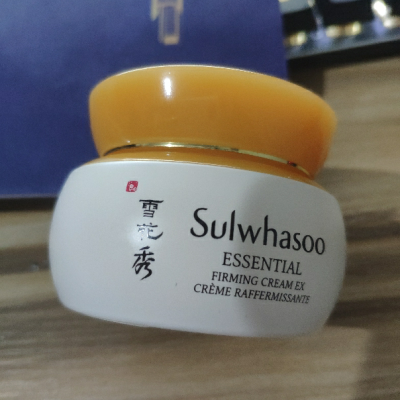 雪花秀
Sulwhasoo
ESSENTIAL
FIRMING CREAM EX
CRÈME RAFFERMISSANTE